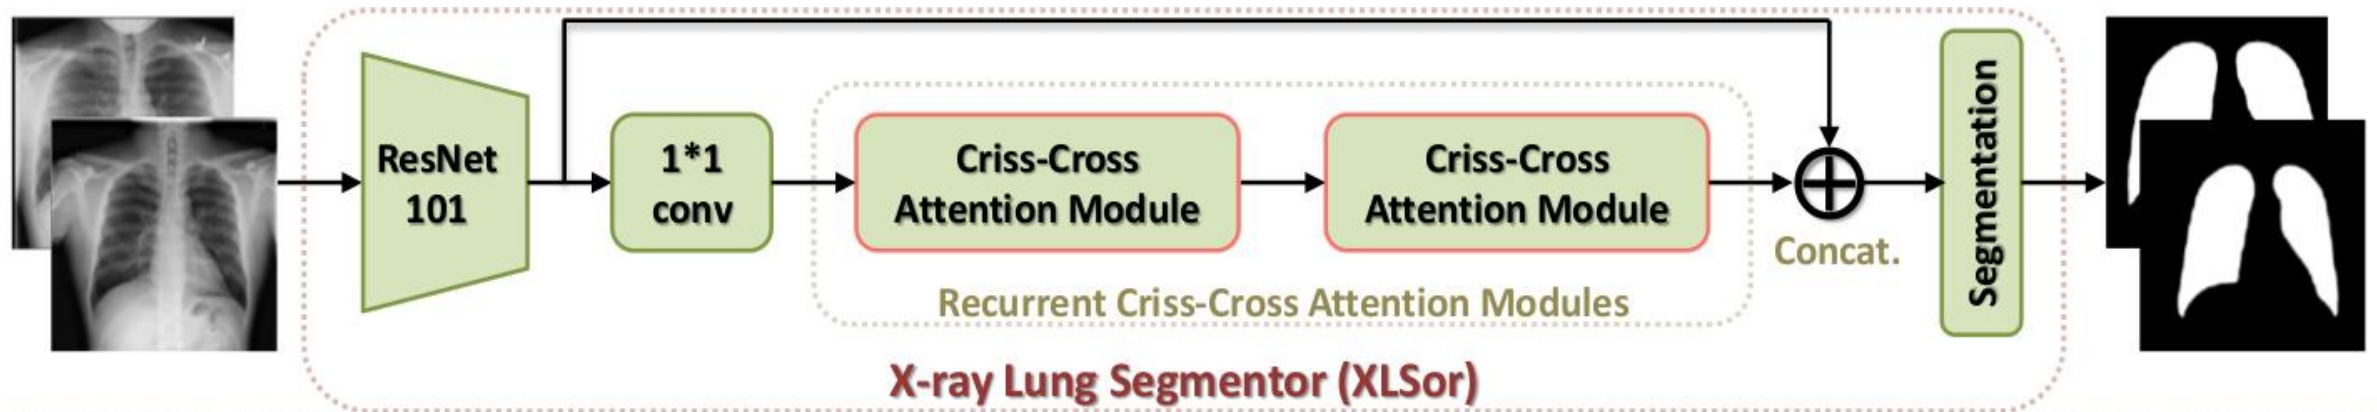 ResNet
101
1*1
conv
Criss-Cross
Attention Module
Criss-Cross
Attention Module
Recurrent Criss-Cross Attention Modules
Concat.
Segmentation
X-ray Lung Segmentor (XLSor)